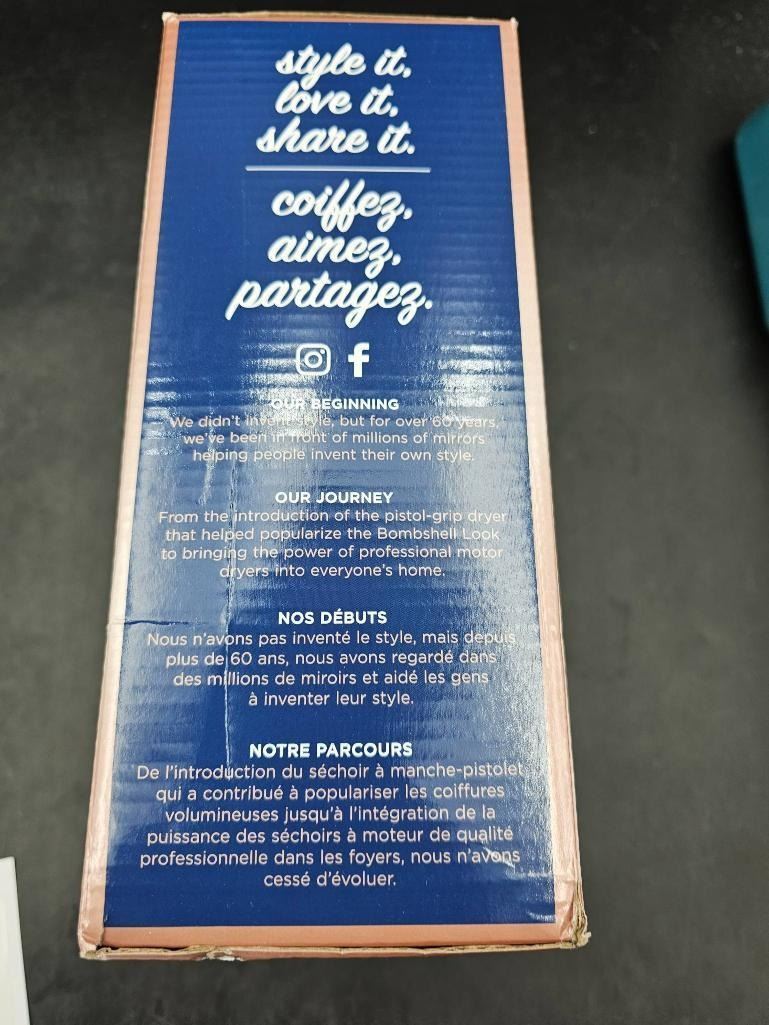 style it,
love it,
share it.
coiffez,
aimez,
partagez.
OUR BEGINNING
We didn't invent style, but for over 60 years,
we've been in front of millions of mirrors
helping people invent their own style.
OUR JOURNEY
From the introduction of the pistol-grip dryer
that helped popularize the Bombshell Look
to bringing the power of professional motor
dryers into everyone's home.
NOS DÉBUTS
Nous n'avons pas inventé le style, mais depuis
plus de 60 ans, nous avons regardé dans
des millions de miroirs et aidé les gens
à inventer leur style.
NOTRE PARCOURS
De l'introduction du séchoir à manche-pistolet
qui a contribué à populariser les coiffures
volumineuses jusqu'à l'intégration de la
puissance des séchoirs à moteur de qualité
professionnelle dans les foyers, nous n'avons
cessé d'évoluer.